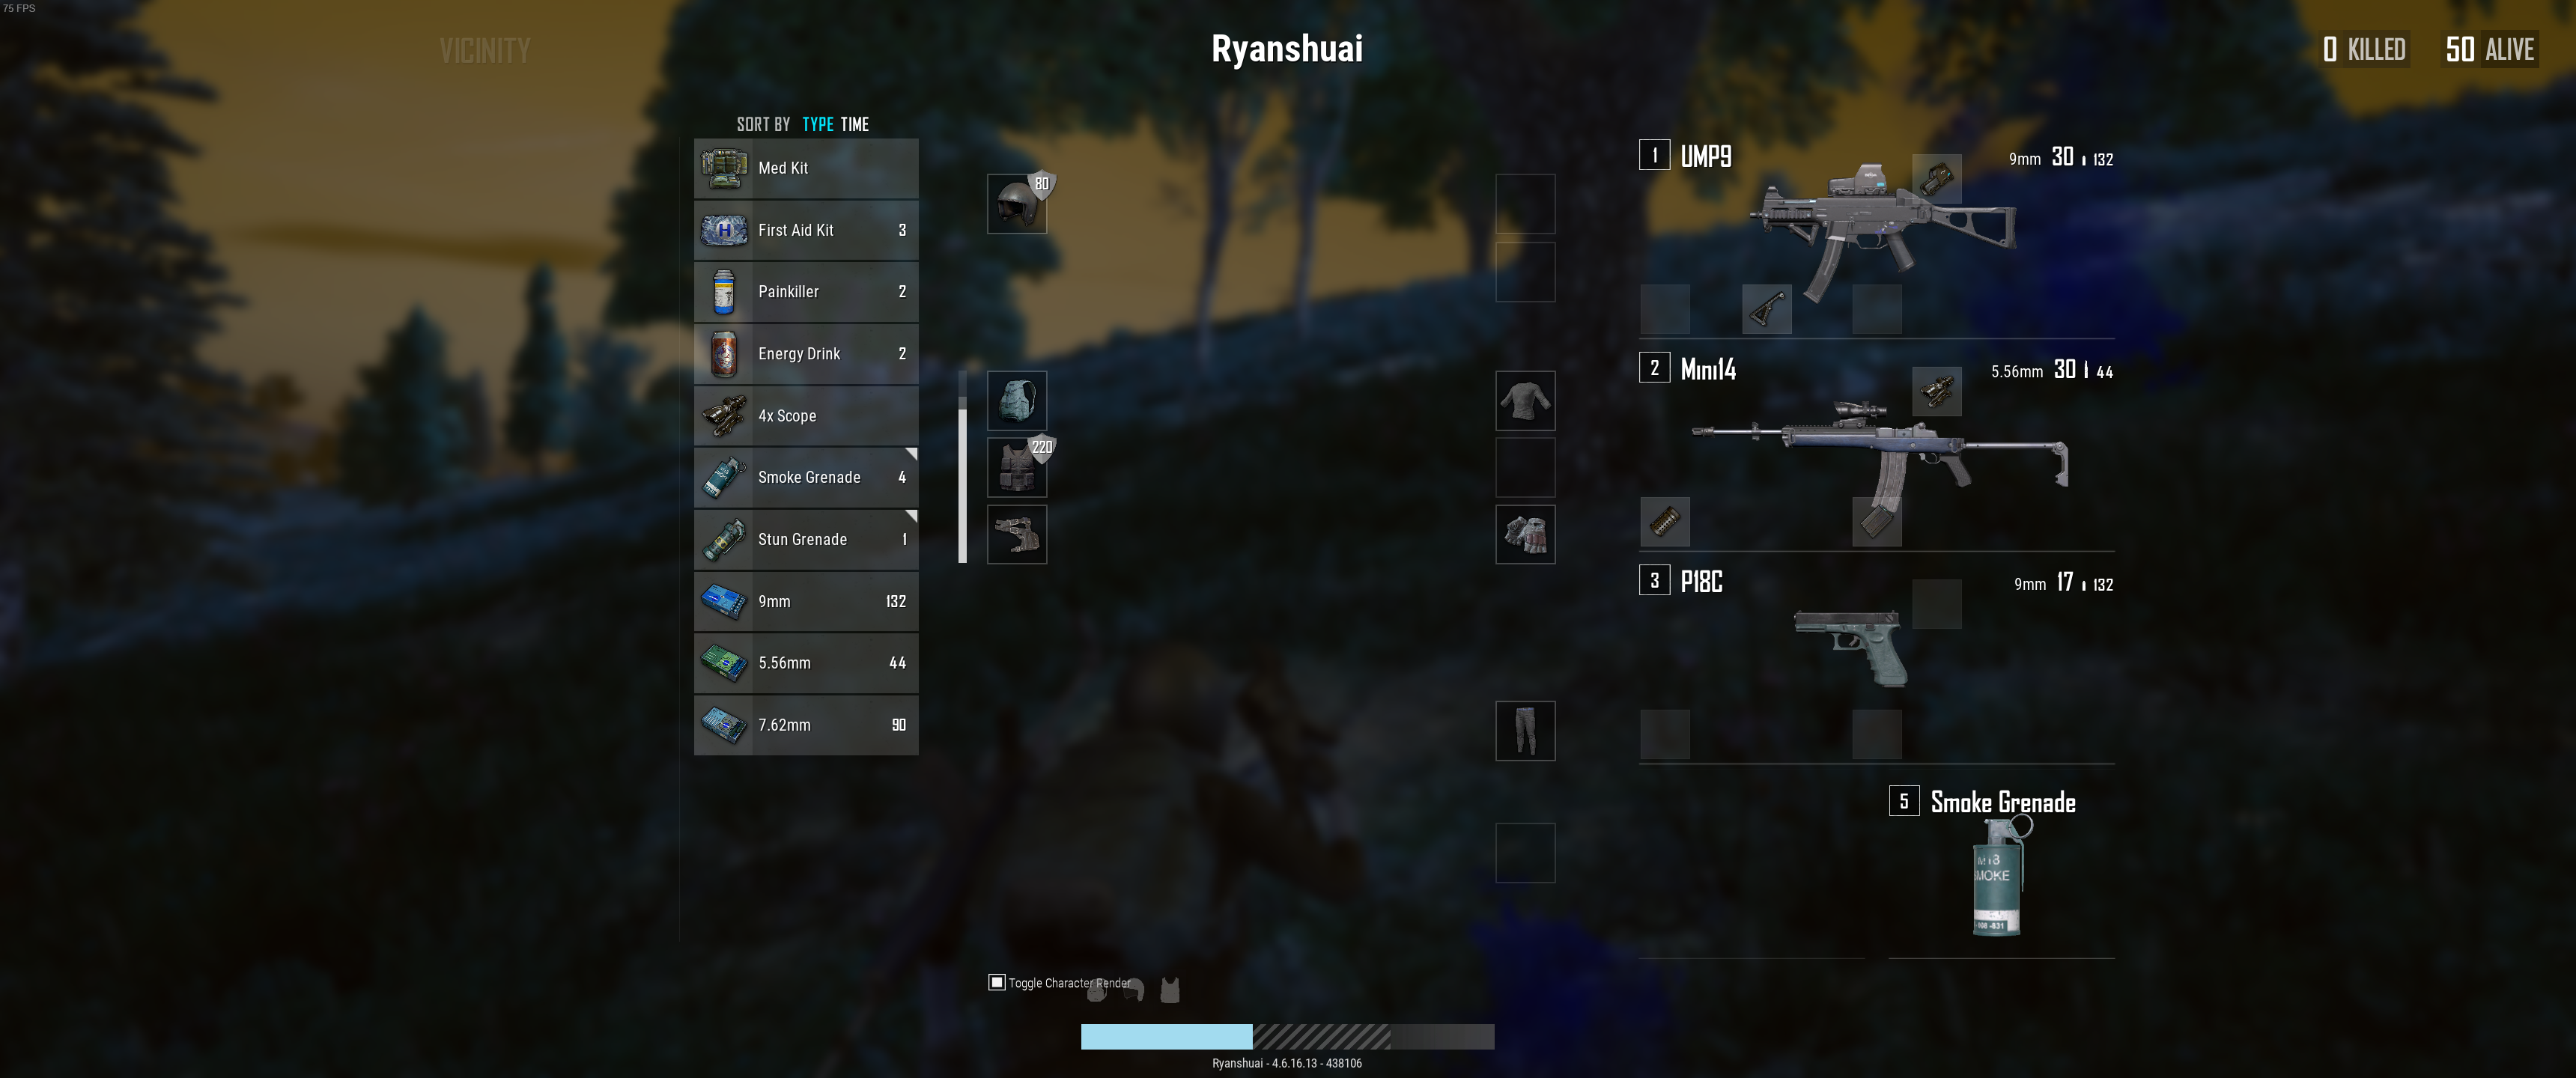 75 FPS
VICINITY
Ryanshuai
0 KILLED 50 ALIVE
SORT BY TYPE TIME
Med Kit
First Aid Kit 3
Painkiller 2
Energy Drink 2
4x Scope
Smoke Grenade 4
Stun Grenade 1
9mm 132
5.56mm 44
7.62mm 90
80
220
1 UMP9 9mm 30 132
2 Mini14 5.56mm 30 44
3 P18C 9mm 17 132
5 Smoke Grenade
M18
SMOKE
Toggle Character Render
Ryanshuai - 4.6.16.13 - 438106